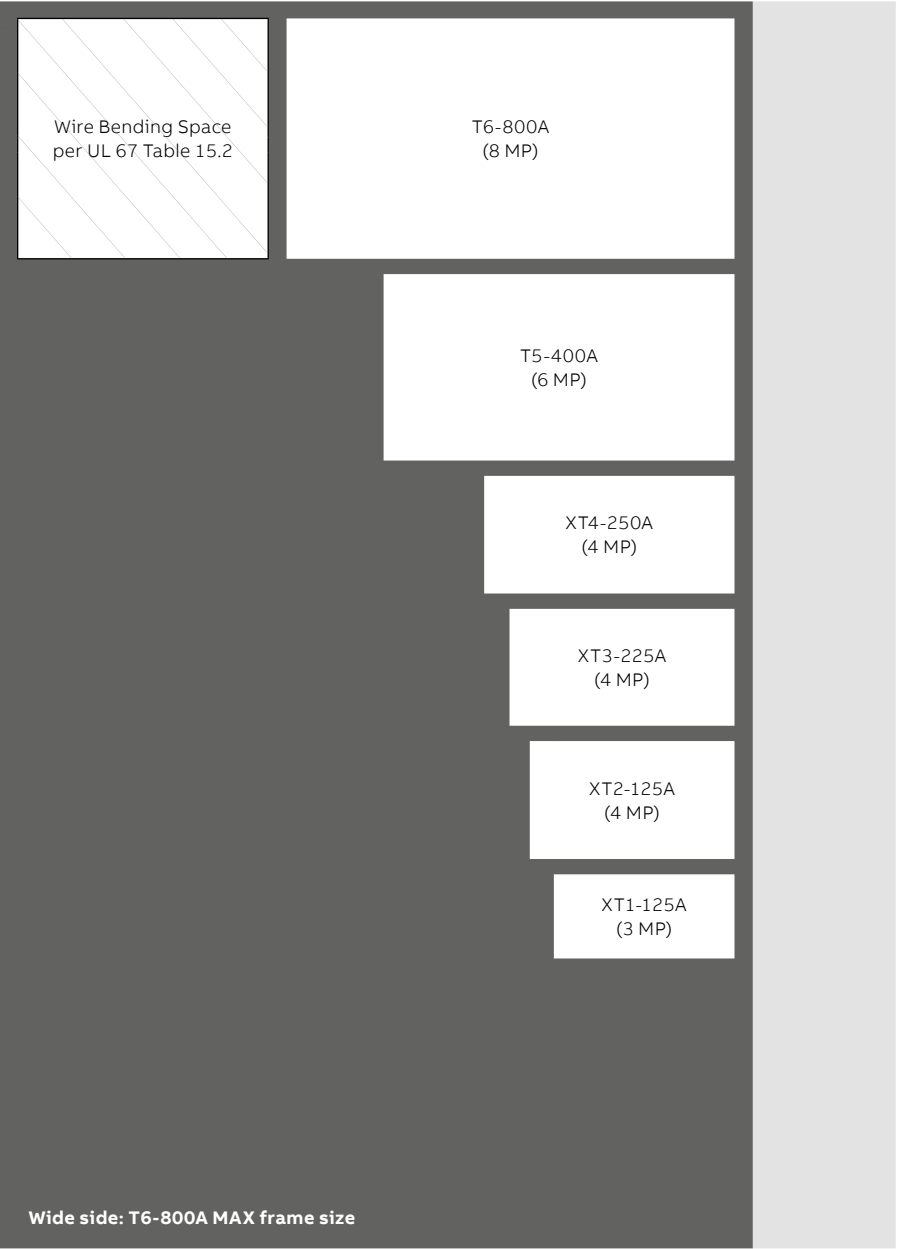 Wire Bending Space
per UL 67 Table 15.2
T6-800A
(8 MP)
T5-400A
(6 MP)
XT4-250A
(4 MP)
XT3-225A
(4 MP)
XT2-125A
(4 MP)
XT1-125A
(3 MP)
Wide side: T6-800A MAX frame size